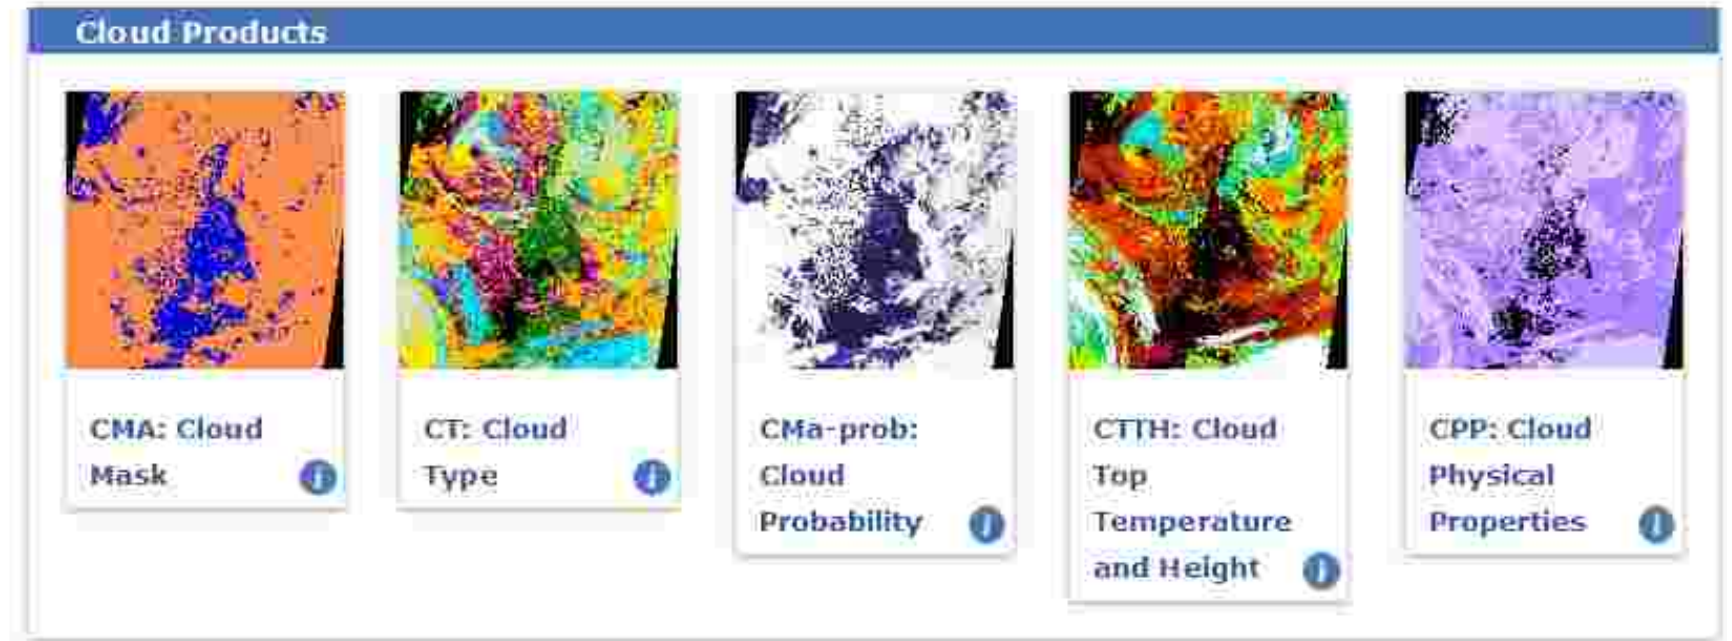 Cloud Products
CMA: Cloud
Mask
CT: Cloud
Type
CMa-prob:
Cloud
Probability
CTTH: Cloud
Top
Temperature
and Height
CPP: Cloud
Physical
Properties